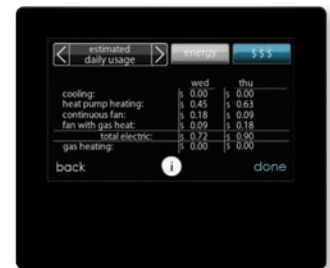 estimated
daily usage
energy
$$$
wed thu
cooling: $ 0.00 $ 0.00
heat pump heating: $ 0.45 $ 0.63
continuous fan: $ 0.18 $ 0.09
fan with gas heat: $ 0.09 $ 0.18
total electric: $ 0.72 $ 0.90
gas heating: $ 0.00 $ 0.00
back i done